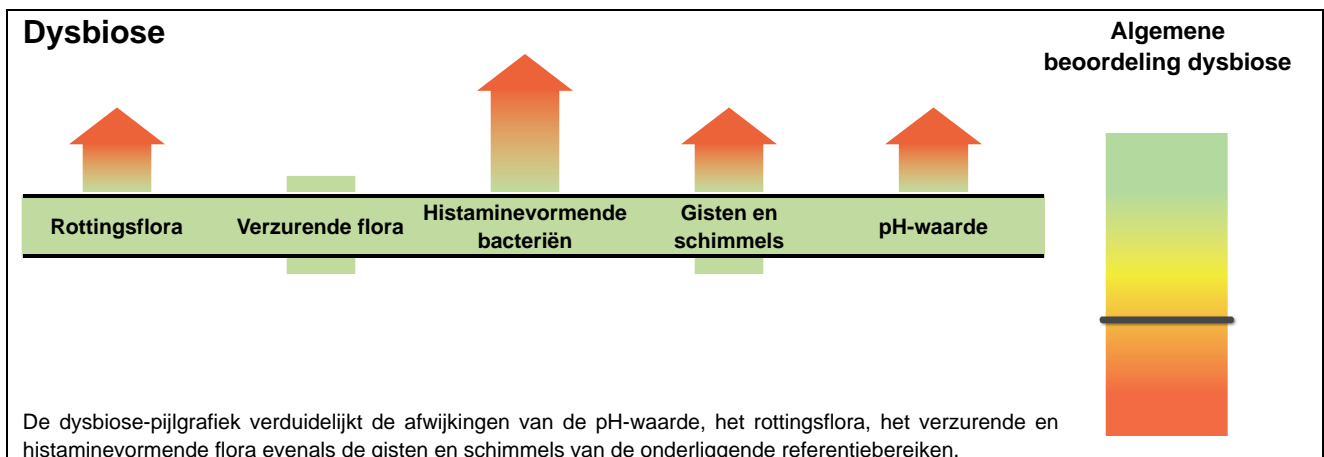 Dysbiose
Algemene
beoordeling dysbiose
Rottingsflora
Verzurende flora
Histaminevormende
bacteriën
Gisten en
schimmels
pH-waarde
De dysbiose-pijlgrafiek verduidelijkt de afwijkingen van de pH-waarde, het rottingsflora, het verzurende en
histaminevormende flora evenals de gisten en schimmels van de onderliggende referentiebereiken.